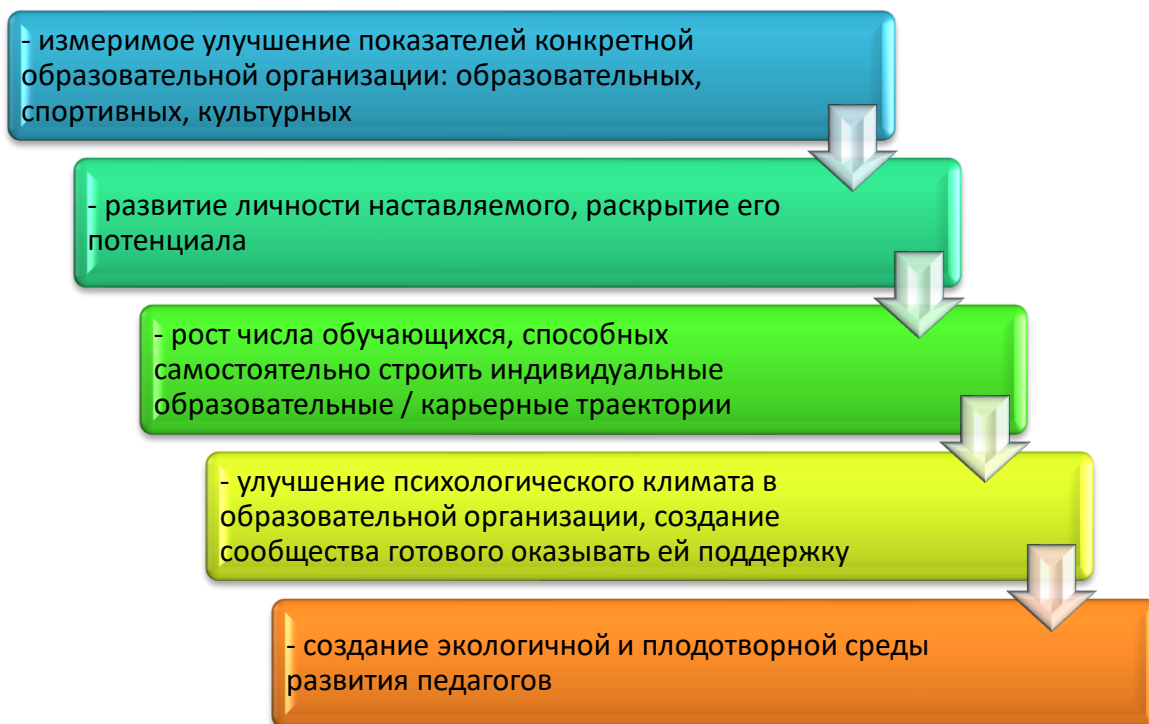 - измеримое улучшение показателей конкретной
образовательной организации: образовательных,
спортивных, культурных
- развитие личности наставляемого, раскрытие его
потенциала
- рост числа обучающихся, способных
самостоятельно строить индивидуальные
образовательные / карьерные траектории
- улучшение психологического климата в
образовательной организации, создание
сообщества готового оказывать ей поддержку
- создание экологичной и плодотворной среды
развития педагогов